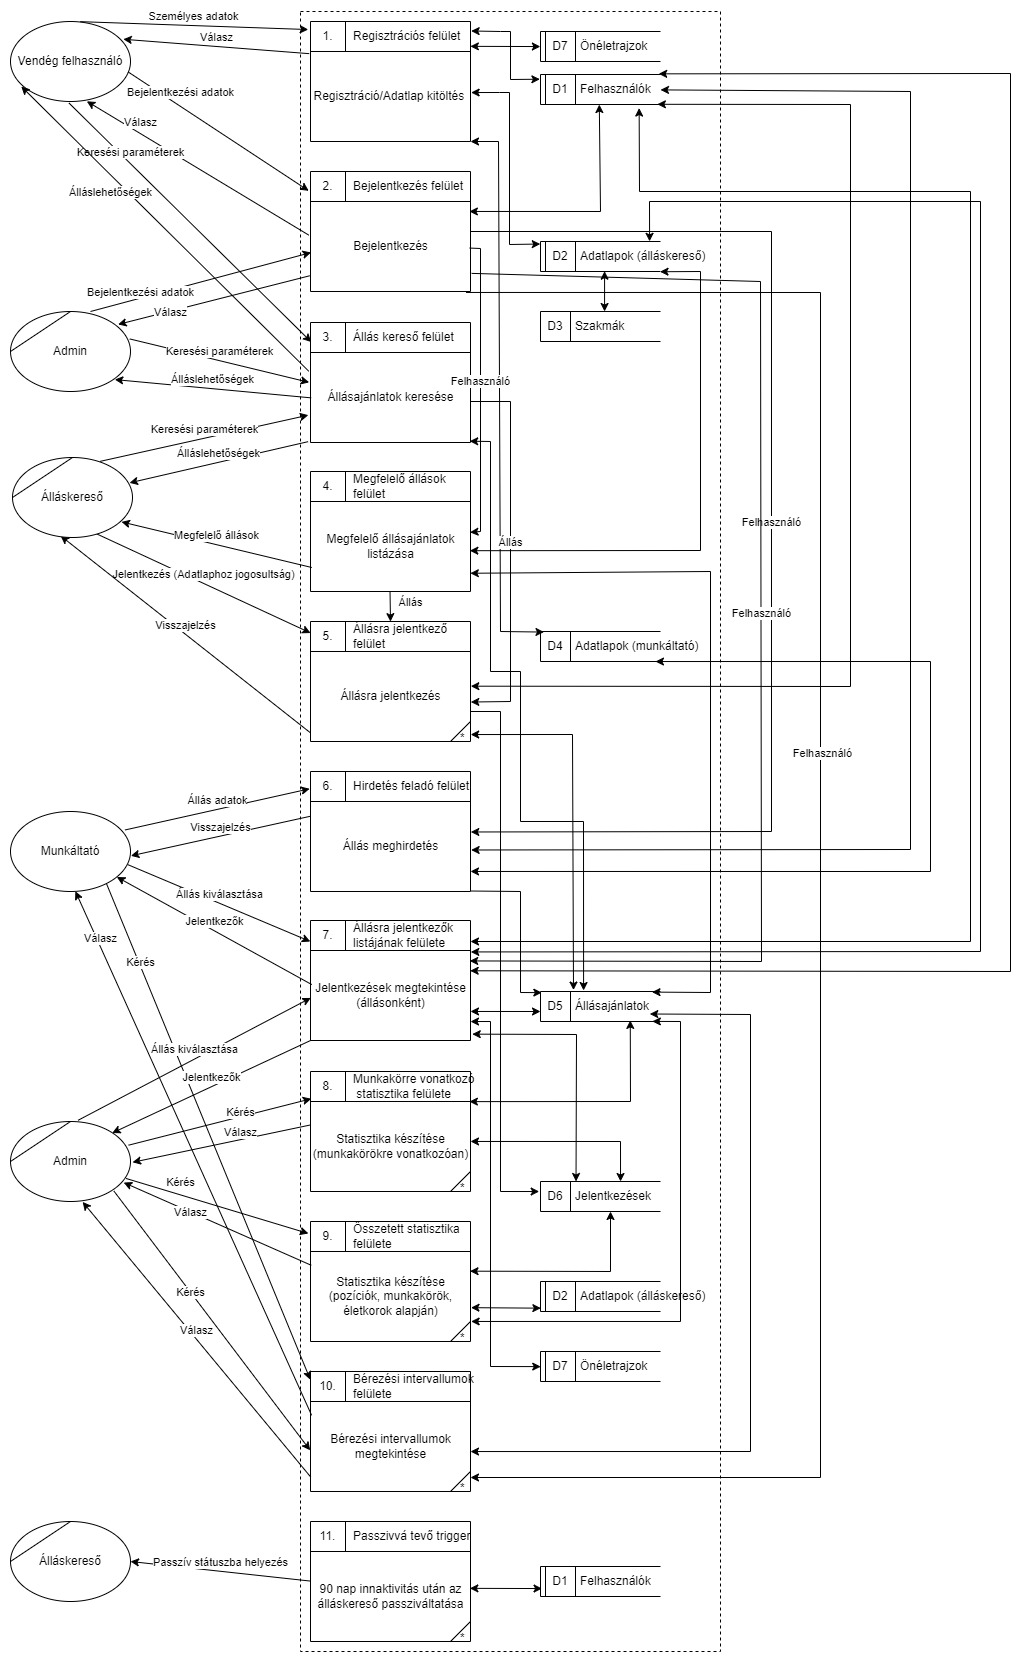 Személyes adatok
Válasz
Vendég felhasználó
1.
Regisztrációs felület
D7
Önéletrajzok
D1
Felhasználók
Regisztráció/Adatlap kitöltés
Bejelentkezési adatok
Válasz
Keresési paraméterek
Álláslehetőségek
2.
Bejelentkezés felület
Bejelentkezés
D2
Adatlapok (álláskereső)
D3
Szakmák
Bejelentkezési adatok
Válasz
Admin
Keresési paraméterek
Álláslehetőségek
3.
Állás kereső felület
Állásajánlatok keresése
Felhasználó
Keresési paraméterek
Álláslehetőségek
Álláskereső
4.
Megfelelő állások
felület
Megfelelő állásajánlatok
listázása
Megfelelő állások
Állás
Felhasználó
Jelentkezés (Adatlaphoz jogosultság)
Állás
Visszajelzés
Felhasználó
5.
Állásra jelentkező
felület
Állásra jelentkezés
*
D4
Adatlapok (munkáltató)
Felhasználó
6.
Hirdetés feladó felület
Állás meghirdetés
Állás adatok
Visszajelzés
Munkáltató
Állás kiválasztása
Jelentkezők
Válasz
Kérés
7.
Állásra jelentkezők
listájának felülete
Jelentkezések megtekintése
(állásonként)
D5
Állásajánlatok
Állás kiválasztása
Jelentkezők
8.
Munkakörre vonatkozó
statisztika felülete
Statisztika készítése
(munkakörökre vonatkozóan)
*
Kérés
Válasz
Admin
Kérés
Válasz
D6
Jelentkezések
9.
Összetett statisztika
felülete
Statisztika készítése
(pozíciók, munkakörök,
életkorok alapján)
*
D2
Adatlapok (álláskereső)
Kérés
Válasz
D7
Önéletrajzok
10.
Bérezési intervallumok
felülete
Bérezési intervallumok
megtekintése
*
11.
Passzivvá tevő trigger
90 nap innaktivitás után az
álláskereső passziváltatása
*
Álláskereső
Passzív státuszba helyezés
D1
Felhasználók